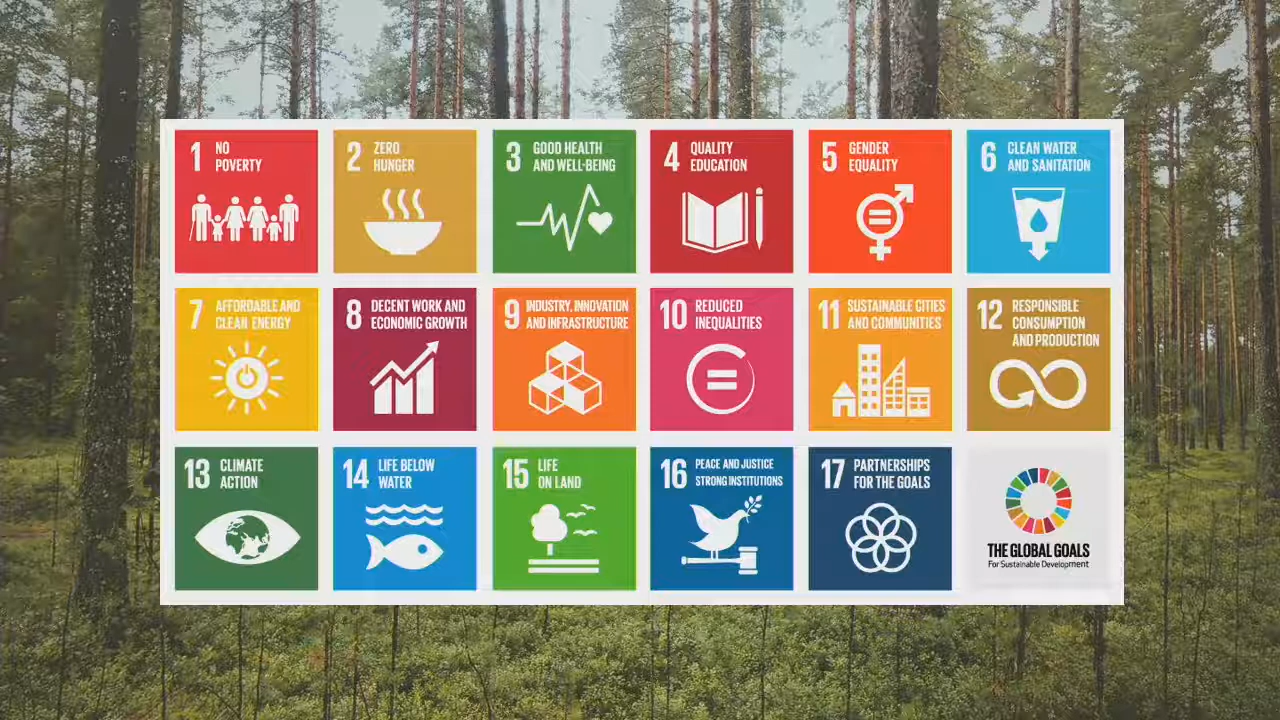 1 NO
POVERTY
2 ZERO
HUNGER
3 GOOD HEALTH
AND WELL-BEING
4 QUALITY
EDUCATION
5 GENDER
EQUALITY
6 CLEAN WATER
AND SANITATION
7 AFFORDABLE AND
CLEAN ENERGY
8 DECENT WORK AND
ECONOMIC GROWTH
9 INDUSTRY, INNOVATION
AND INFRASTRUCTURE
10 REDUCED
INEQUALITIES
11 SUSTAINABLE CITIES
AND COMMUNITIES
12 RESPONSIBLE
CONSUMPTION
AND PRODUCTION
13 CLIMATE
ACTION
14 LIFE BELOW
WATER
15 LIFE
ON LAND
16 PEACE AND JUSTICE
STRONG INSTITUTIONS
17 PARTNERSHIPS
FOR THE GOALS
THE GLOBAL GOALS
For Sustainable Development